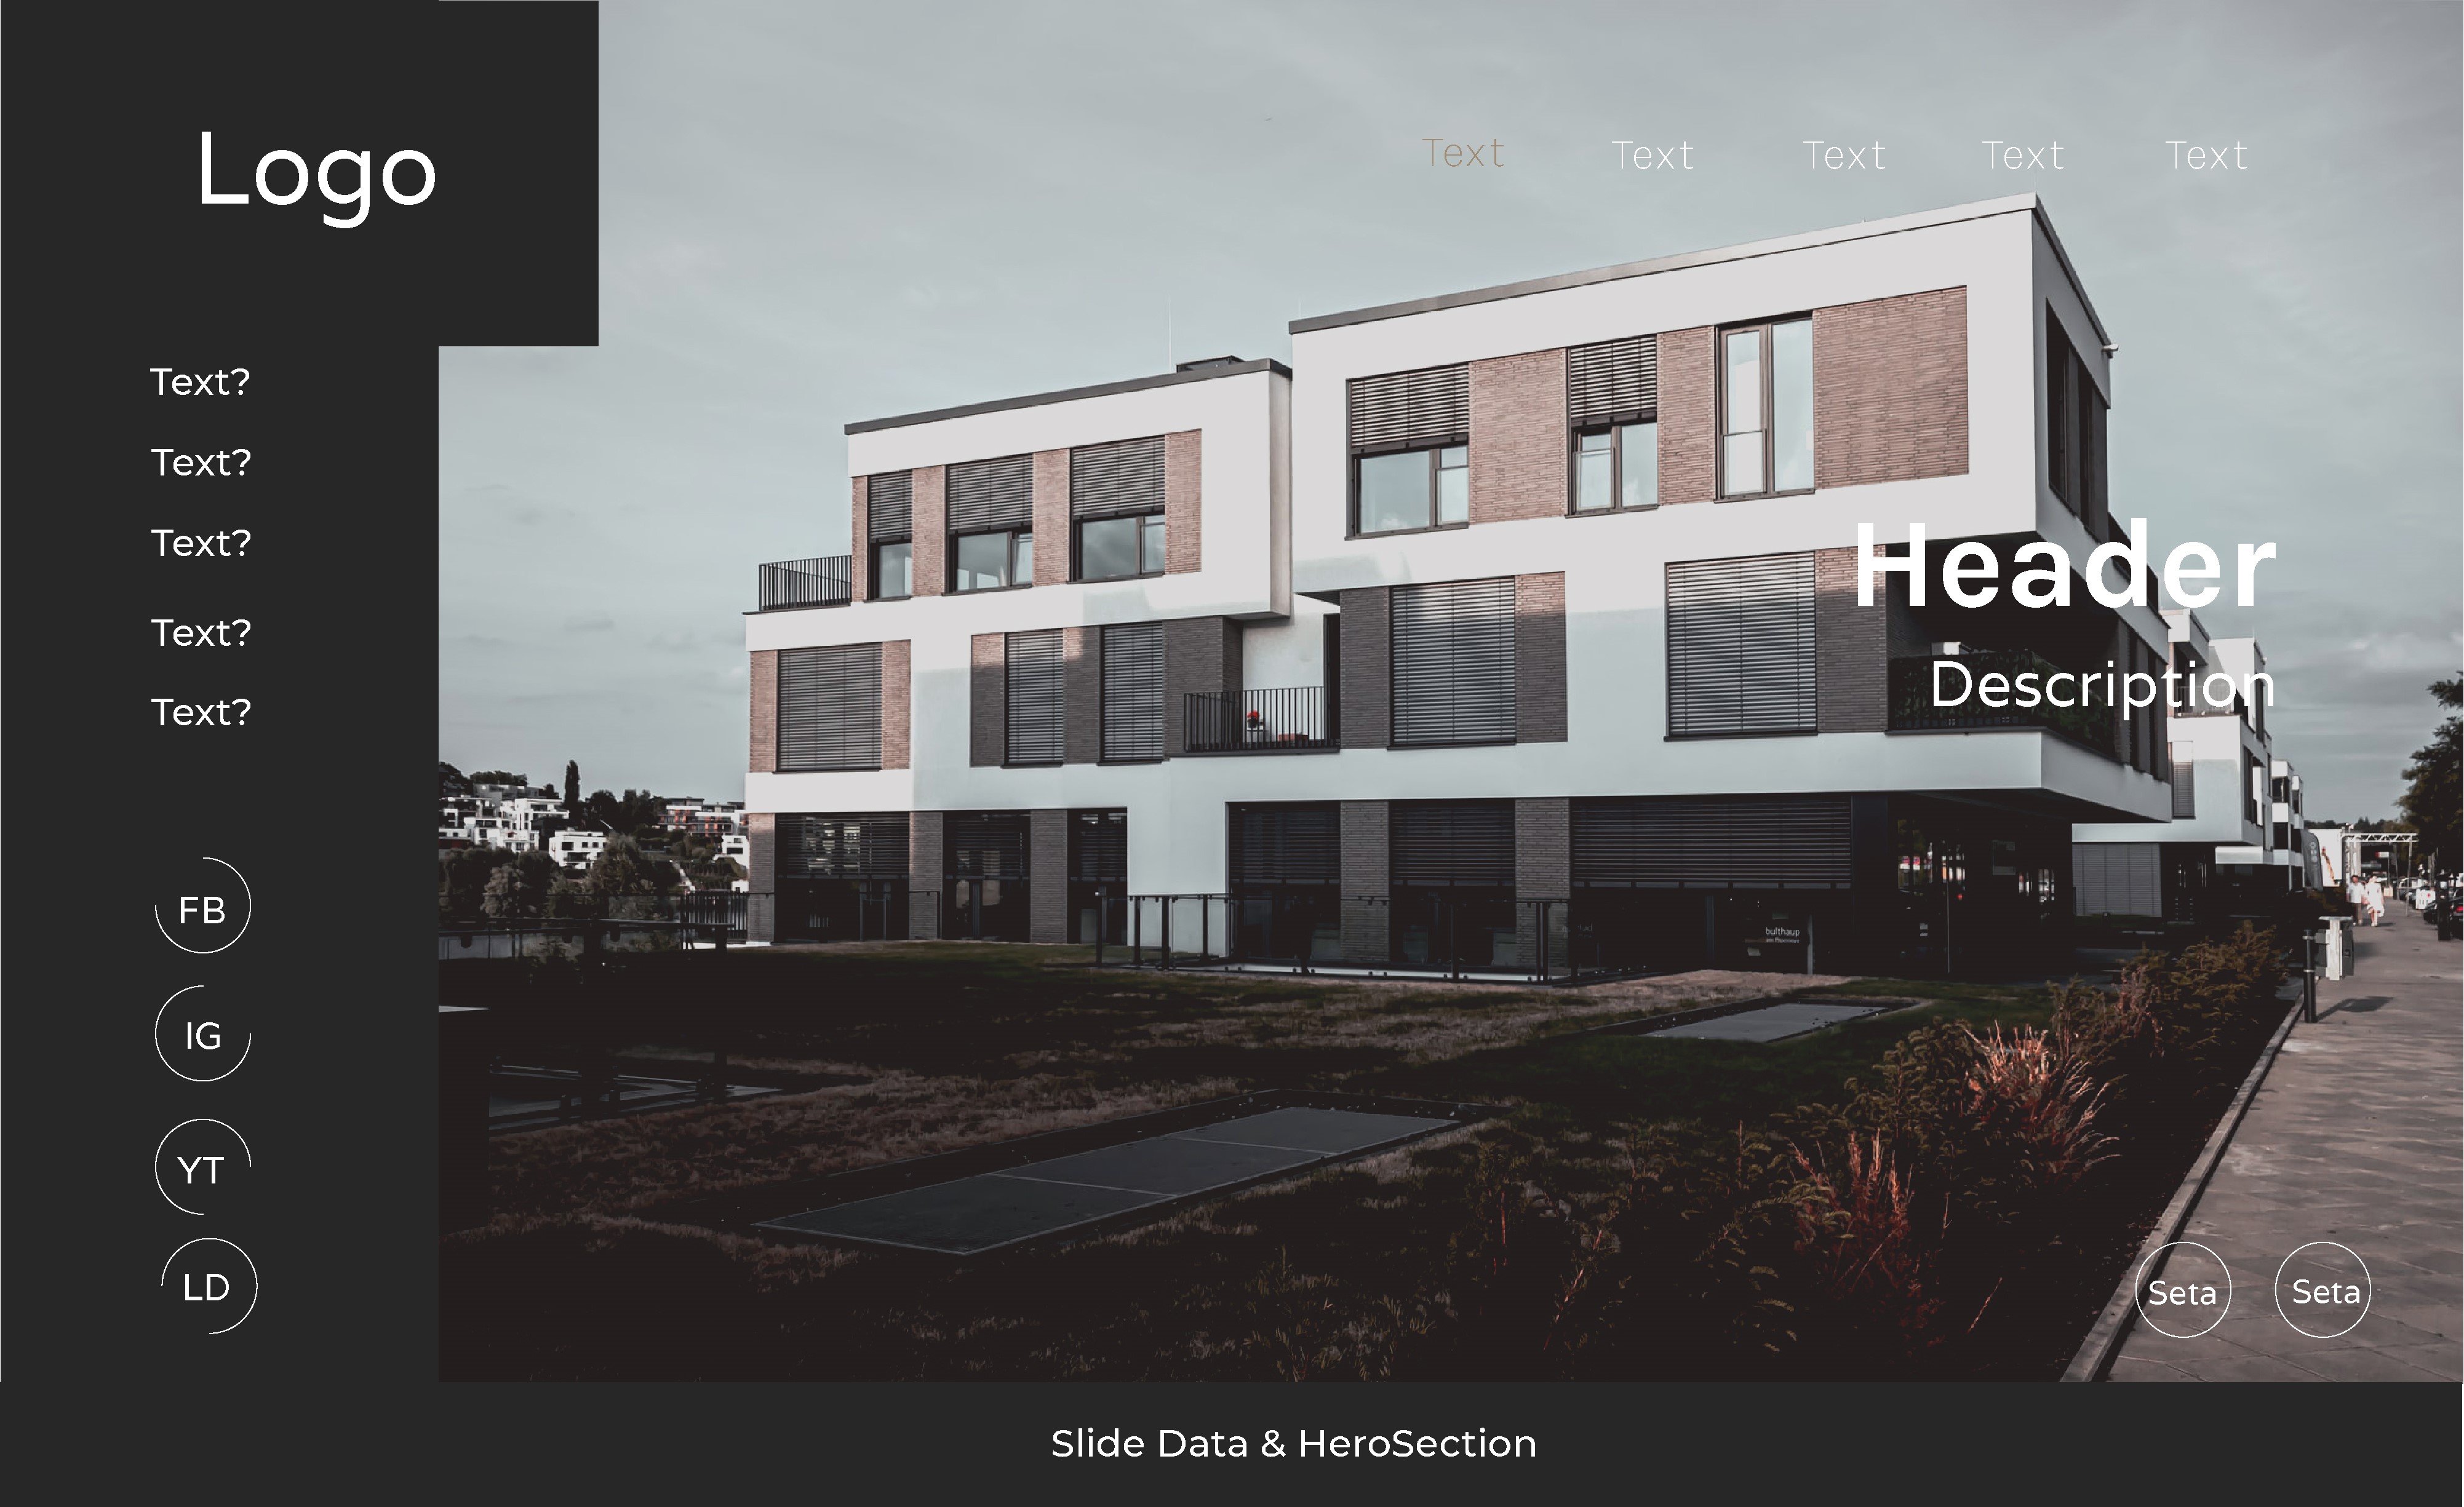 Logo
Text Text Text Text Text
Text?
Text?
Text?
Text?
Text?
Header
Description
FB
IG
YT
LD
bulthaup
Seta Seta
Slide Data & HeroSection